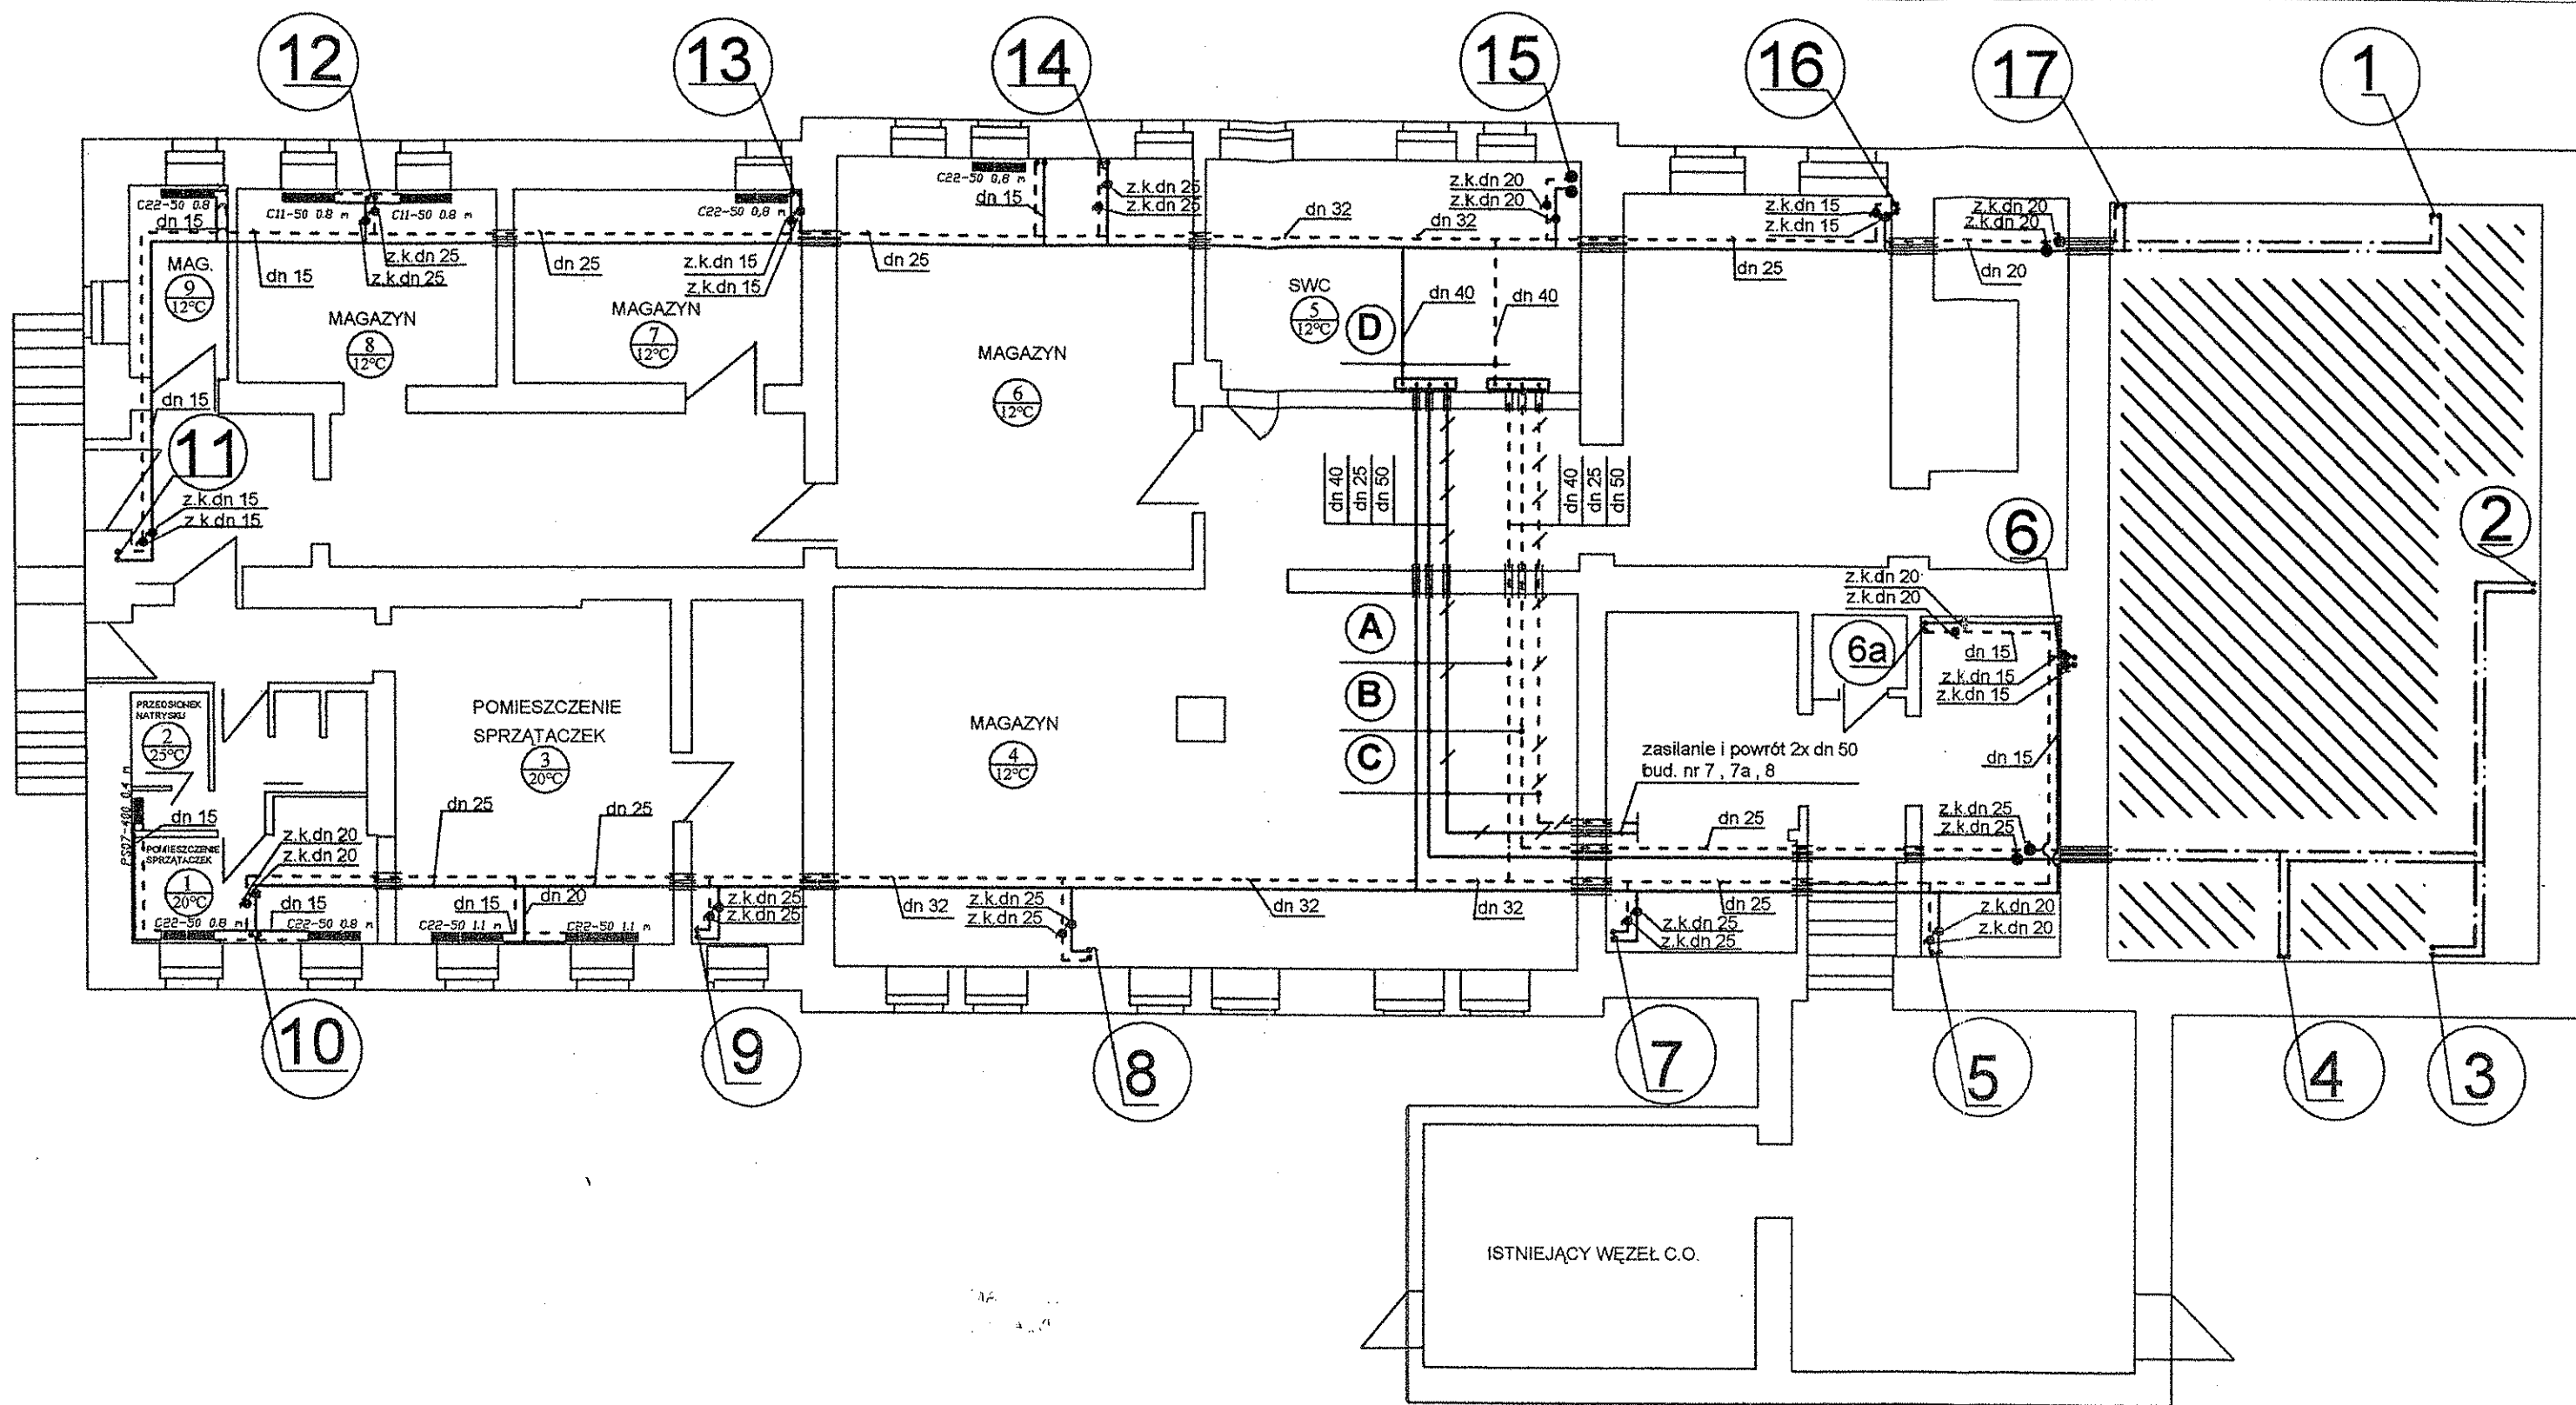 12
13
14
15
16
17
1
C22-50 0.8
dn 15
C11-50 0.8 m
C11-50 0.8 m
C22-50 0,8 m
C22-50 0,8 m
dn 15
z.k.dn 25
z.k.dn 25
z.k.dn 20
z.k.dn 20
z.k.dn 15
z.k.dn 15
z.k.dn 20
z.k.dn 20
dn 32
dn 32
dn 15
z.k.dn 25
z.k.dn 25
dn 25
z.k.dn 15
z.k.dn 15
dn 25
dn 25
dn 20
MAG.
9
12°C
MAGAZYN
8
12°C
MAGAZYN
7
12°C
MAGAZYN
6
12°C
SWC
5
12°C
D
dn 40
dn 40
dn 15
11
z.k.dn 15
z.k.dn 15
dn 40
dn 25
dn 50
dn 40
dn 25
dn 50
2
6
z.k.dn 20
z.k.dn 20
6a
dn 15
z.k.dn 15
z.k.dn 15
A
B
C
PRZEDSIONEK
NATRYSKU
2
25°C
POMIESZCZENIE
SPRZĄTACZEK
3
20°C
MAGAZYN
4
12°C
zasilanie i powrót 2x dn 50
bud. nr 7 , 7a , 8
dn 15
PS07-400 0.4 m
dn 15
POMIESZCZENIE
SPRZĄTACZEK
1
20°C
z.k.dn 20
z.k.dn 20
dn 25
dn 25
dn 25
z.k.dn 25
z.k.dn 25
C22-50 0.8 m
dn 15
C22-50 0.8 m
C22-50 1.1 m
dn 15
dn 20
C22-50 1.1 m
z.k.dn 25
z.k.dn 25
dn 32
z.k.dn 25
z.k.dn 25
dn 32
dn 32
z.k.dn 25
z.k.dn 25
dn 25
z.k.dn 20
z.k.dn 20
10
9
8
7
5
4
3
ISTNIEJĄCY WĘZEŁ C.O.